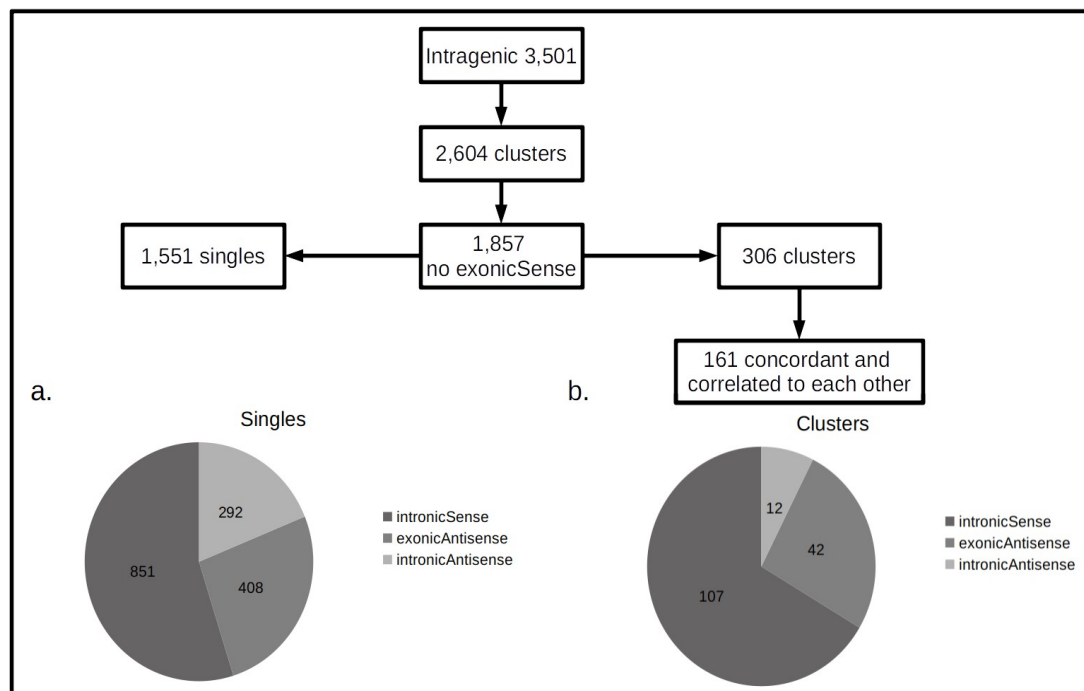 Intragenic 3,501
2,604 clusters
1,857
no exonicSense
1,551 singles
306 clusters
161 concordant and
correlated to each other
a.
Singles
292
851
408
intronicSense
exonicAntisense
intronicAntisense
b.
Clusters
12
42
107
intronicSense
exonicAntisense
intronicAntisense